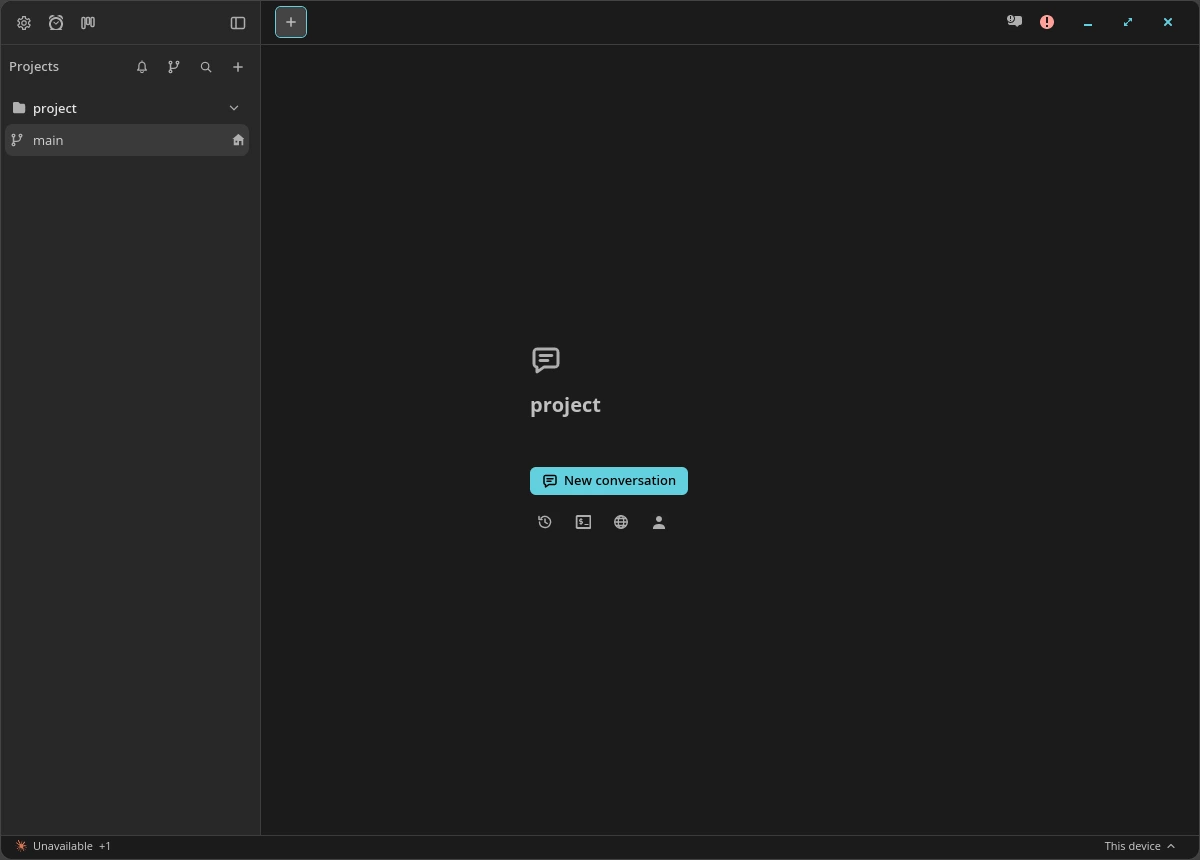 Projects
project
main
project
New conversation
Unavailable +1
This device